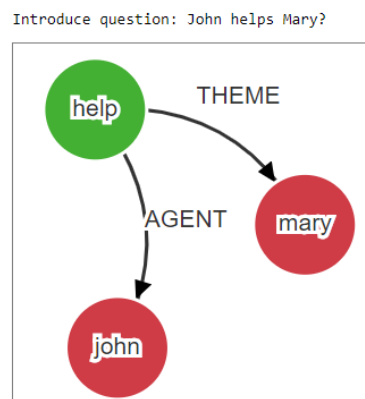 Introduce question: John helps Mary?
help
THEME
AGENT
mary
john